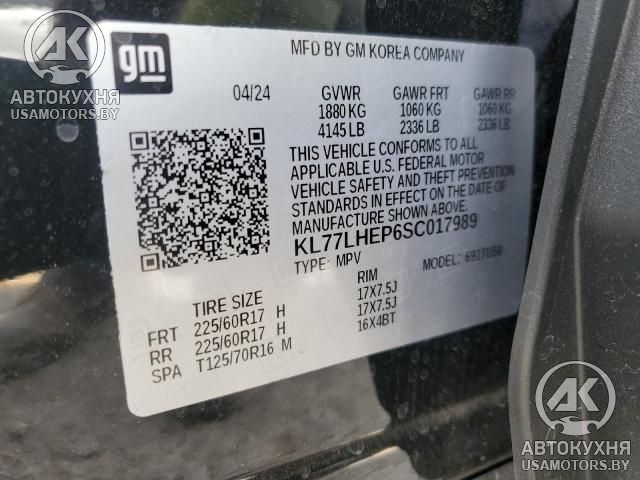 gm
MFD BY GM KOREA COMPANY
04/24
GVWR GAWR FRT GAWR RR
1880 KG 1060 KG 1060 KG
4145 LB 2336 LB 2336 LB
THIS VEHICLE CONFORMS TO ALL
APPLICABLE U.S. FEDERAL MOTOR
VEHICLE SAFETY AND THEFT PREVENTION
STANDARDS IN EFFECT ON THE DATE OF
MANUFACTURE SHOWN ABOVE.
KL77LHEP6SC017989
TYPE: MPV MODEL: 691TUSB
TIRE SIZE RIM
FRT 225/60R17 H 17X7.5J
RR 225/60R17 H 17X7.5J
SPA T125/70R16 M 16X4BT
АК
АВТОКУХНЯ
USAMOTORS.BY
АК
АВТОКУХНЯ
USAMOTORS.BY